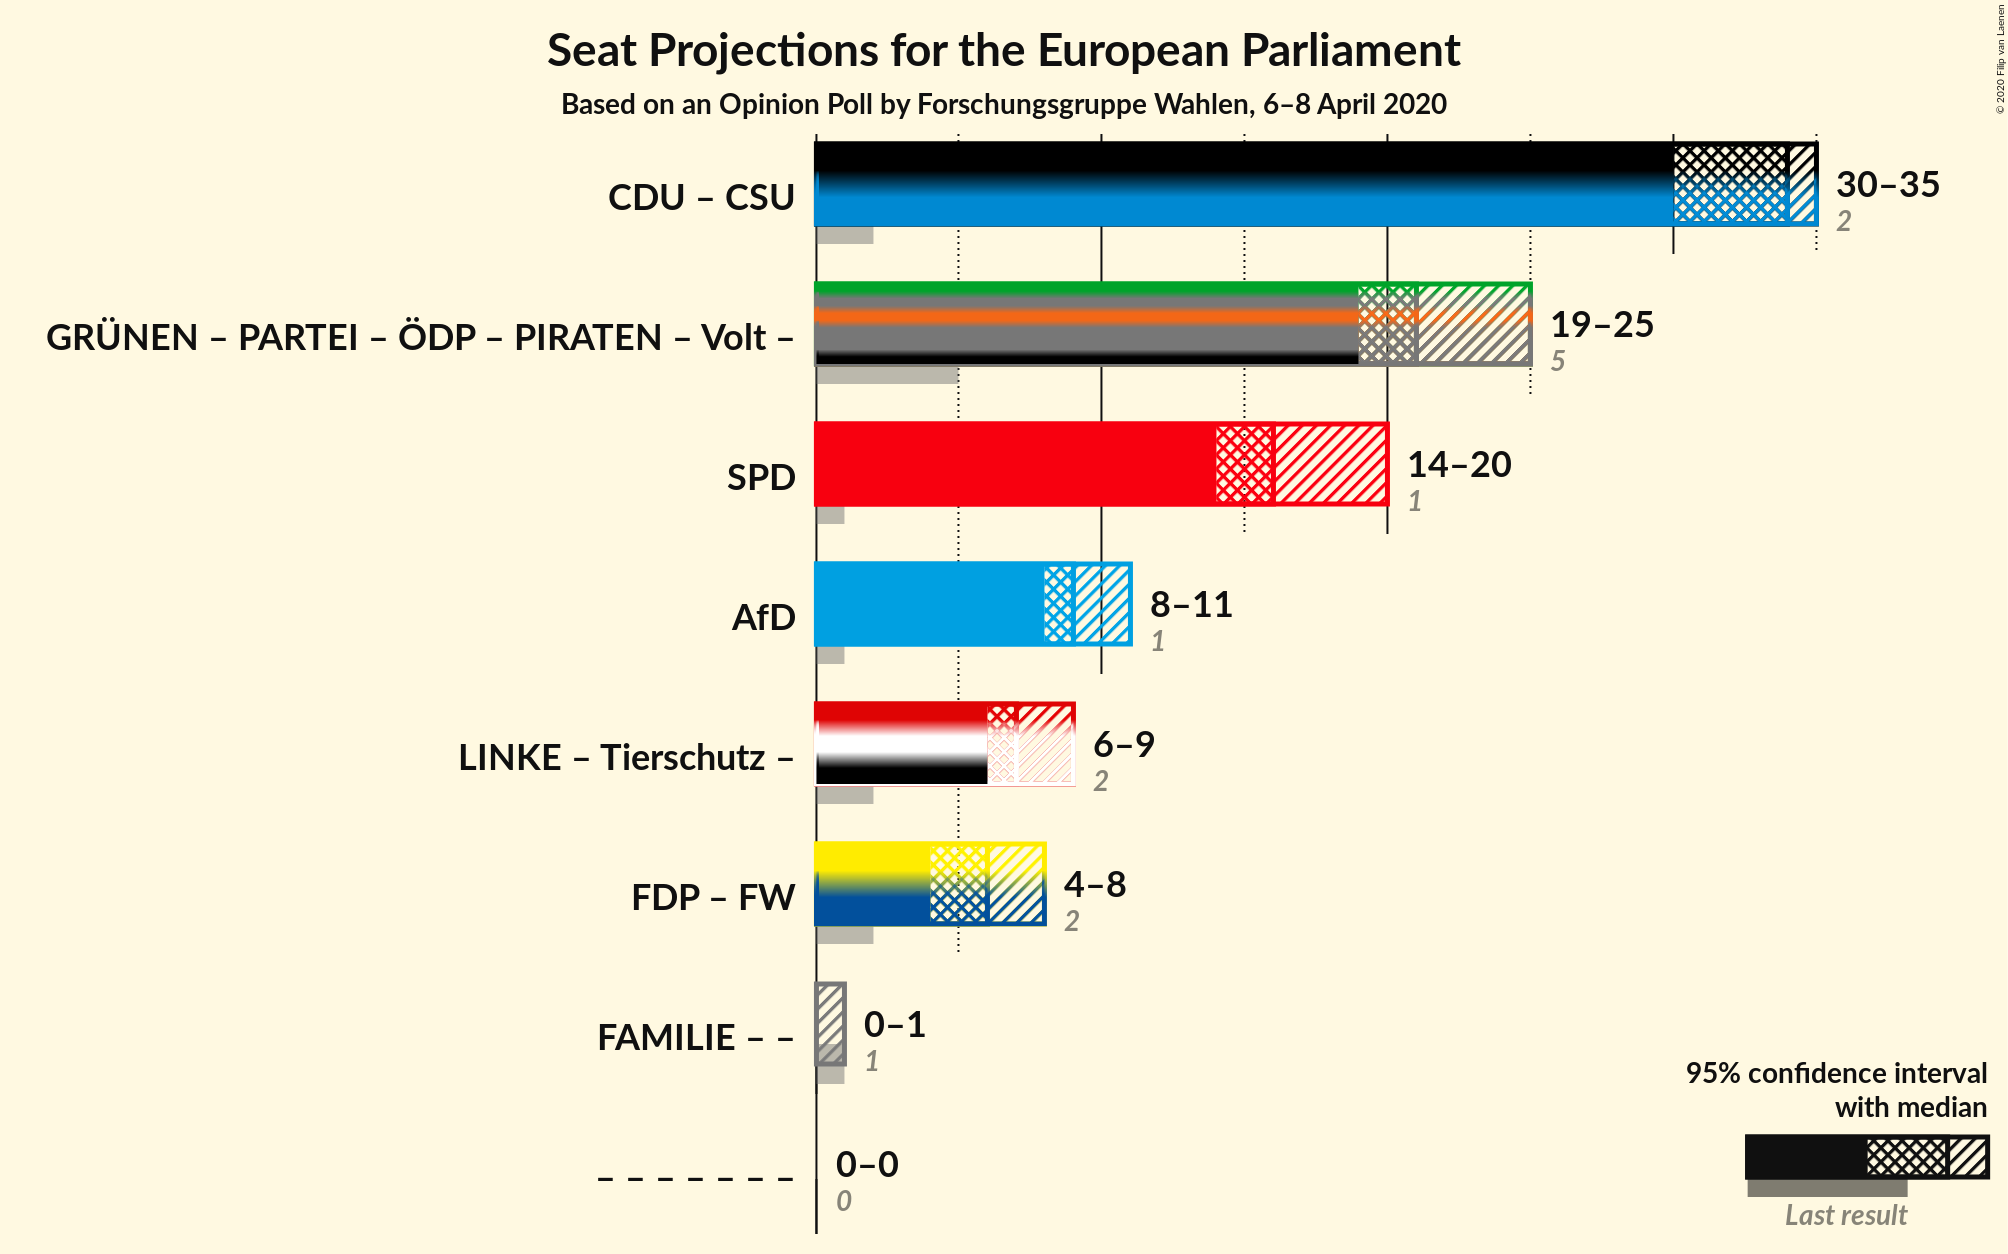 Seat Projections for the European Parliament
Based on an Opinion Poll by Forschungsgruppe Wahlen, 6–8 April 2020
© 2020 Filip van Laenen
CDU – CSU
30–35
2
GRÜNEN – PARTEI – ÖDP – PIRATEN – Volt –
19–25
5
SPD
14–20
1
AfD
8–11
1
LINKE – Tierschutz –
6–9
2
FDP – FW
4–8
2
FAMILIE – –
0–1
1
– – – – – – –
0–0
0
95% confidence interval
with median
Last result